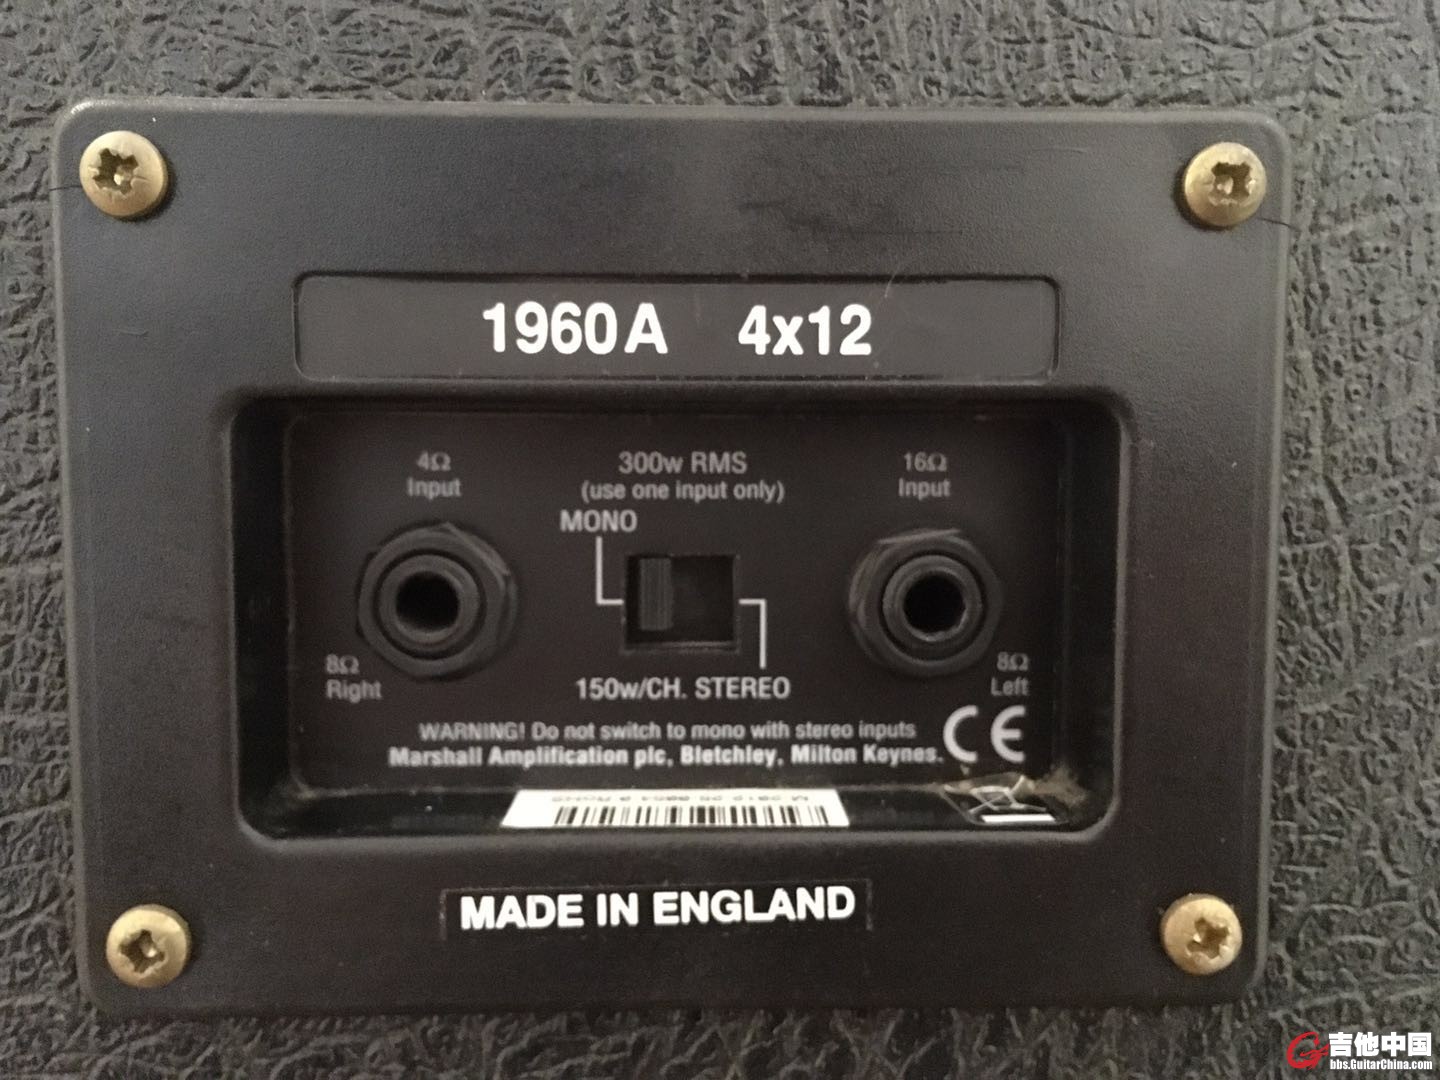 1960A 4x12
4Ω
Input
300w RMS
(use one input only)
16Ω
Input
MONO
8Ω
Right
150w/CH. STEREO
8Ω
Left
WARNING! Do not switch to mono with stereo inputs
Marshall Amplification plc, Bletchley, Milton Keynes.
CE
MADE IN ENGLAND
吉他中国
bbs.GuitarChina.com